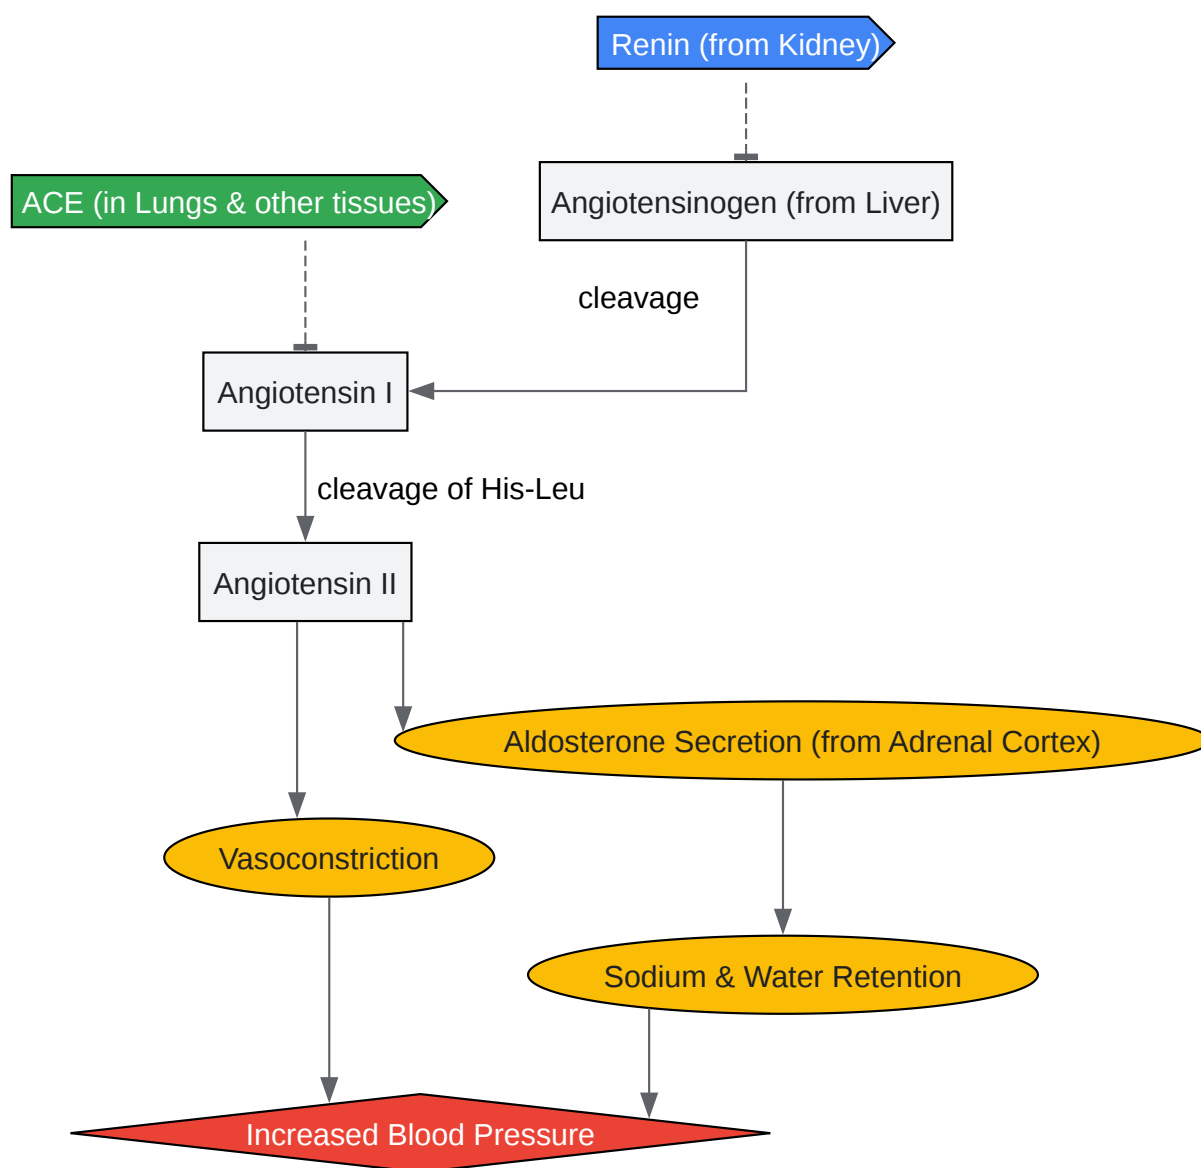 Renin (from Kidney)
ACE (in Lungs & other tissues)
Angiotensinogen (from Liver)
cleavage
Angiotensin I
cleavage of His-Leu
Angiotensin II
Aldosterone Secretion (from Adrenal Cortex)
Vasoconstriction
Sodium & Water Retention
Increased Blood Pressure